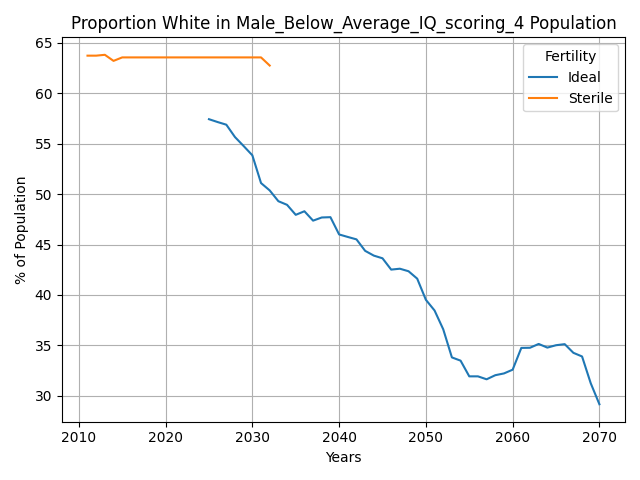 Proportion White in Male_Below_Average_IQ_scoring_4 Population
Fertility
Ideal
Sterile
% of Population
65
60
55
50
45
40
35
30
2010 2020 2030 2040 2050 2060 2070
Years